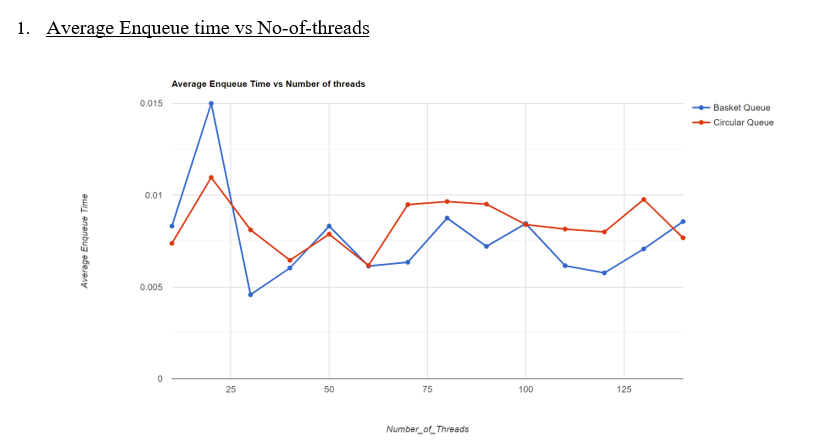 1. Average Enqueue time vs No-of-threads
Average Enqueue Time vs Number of threads
0.015
0.01
0.005
0
Average Enqueue Time
25 50 75 100 125
Number_of_Threads
Basket Queue
Circular Queue